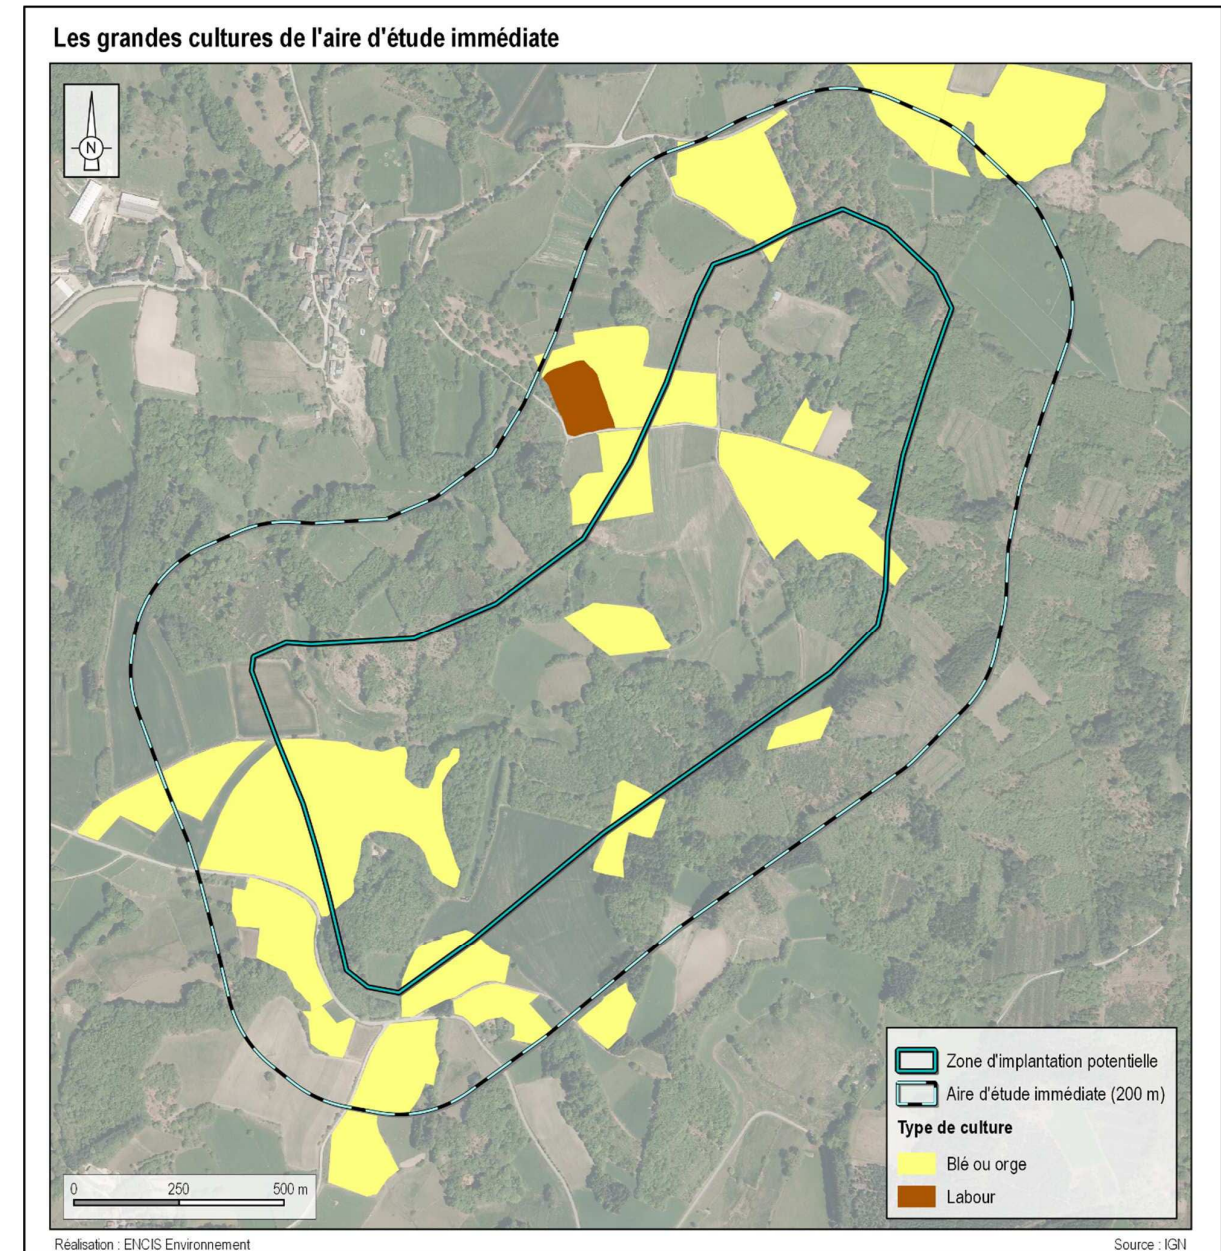 Les grandes cultures de l'aire d'étude immédiate
N
Zone d'implantation potentielle
Aire d'étude immédiate (200 m)
Type de culture
Blé ou orge
Labour
0 250 500 m
Réalisation : ENCIS Environnement Source : IGN